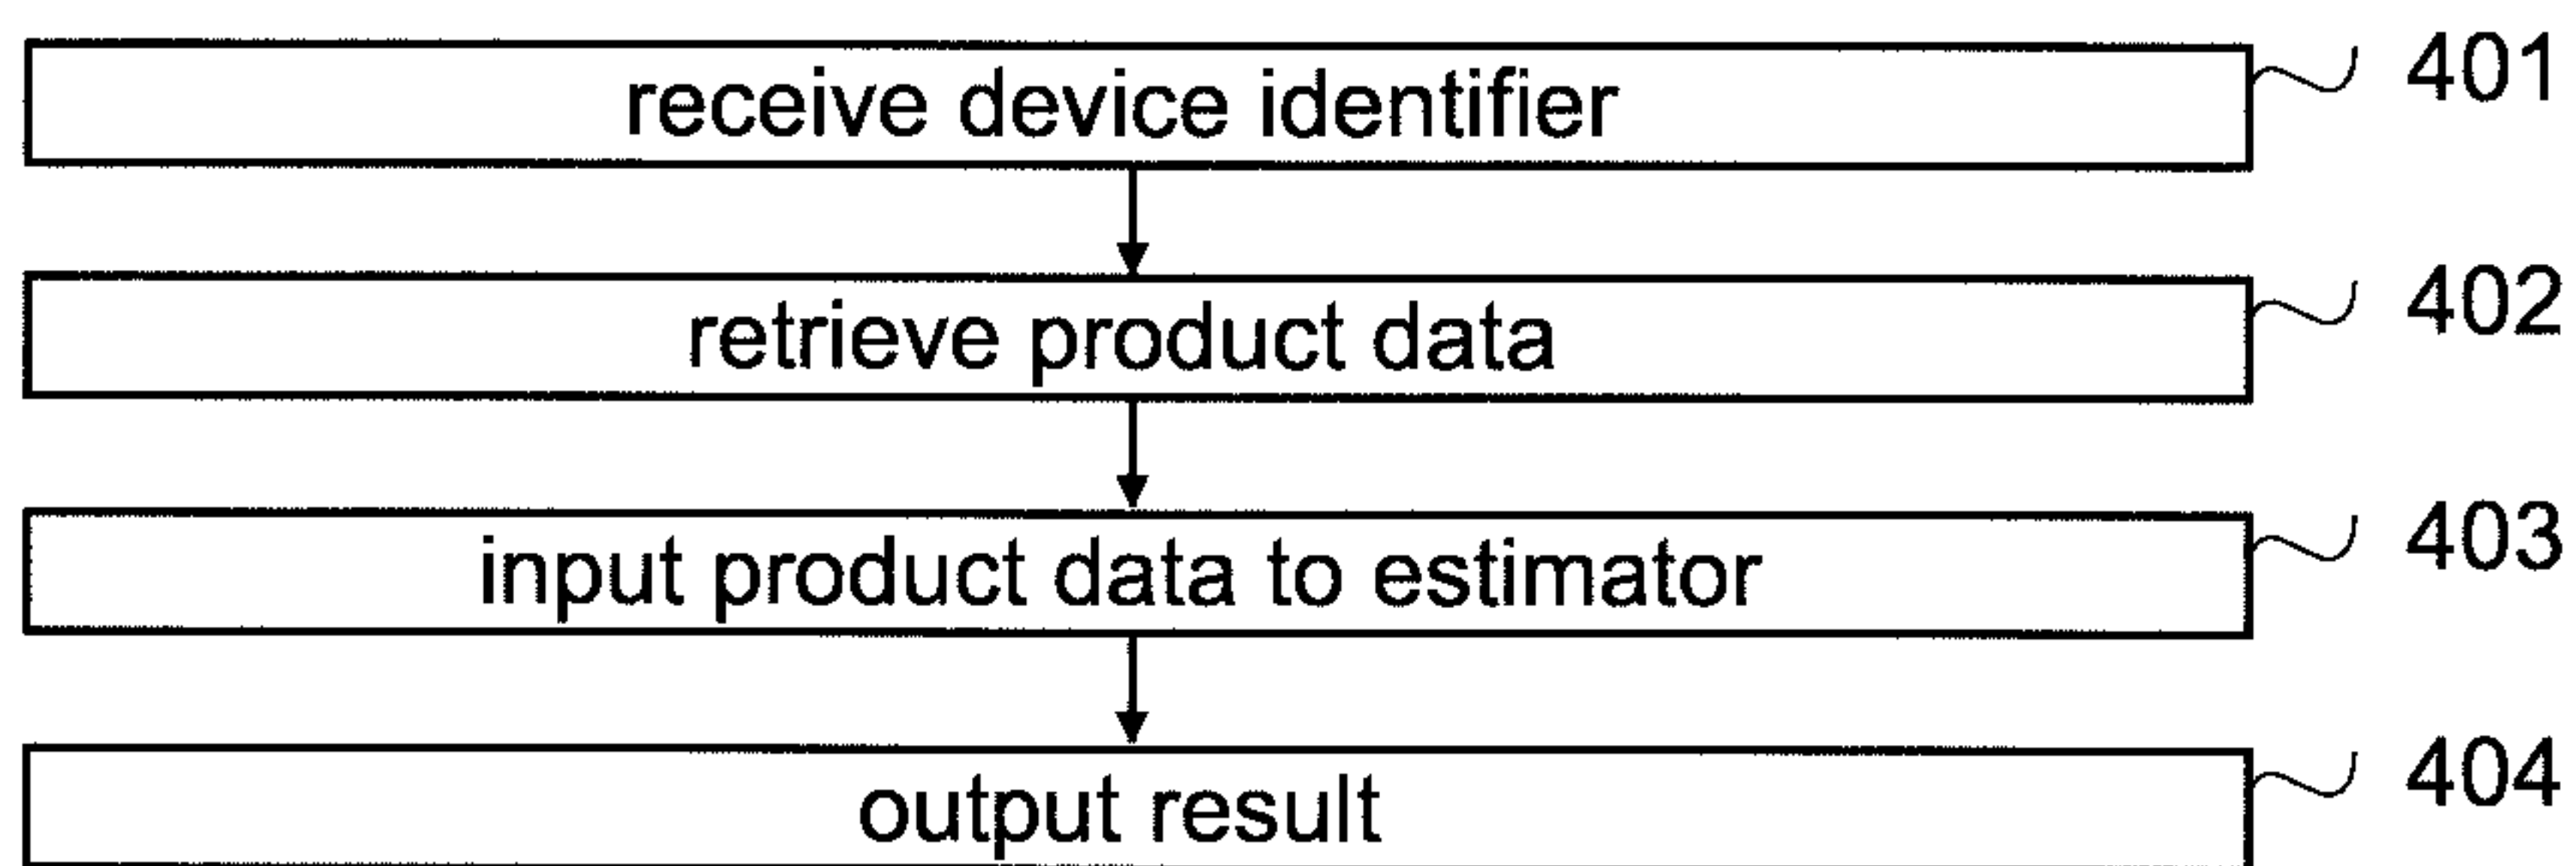 receive device identifier 401
retrieve product data 402
input product data to estimator 403
output result 404